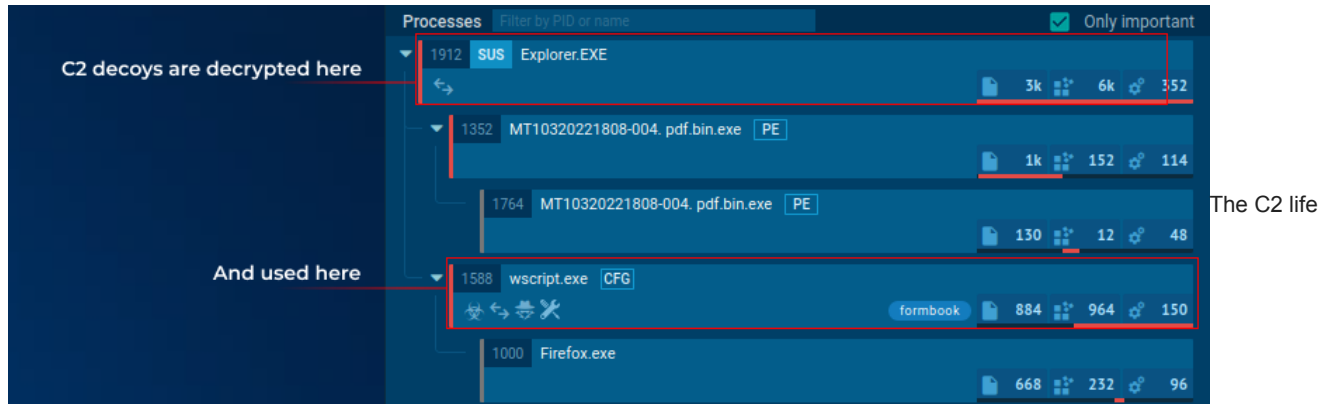 Processes Filter by PID or name Only important
C2 decoys are decrypted here
1912 SUS Explorer.EXE
3k 6k 352
1352 MT10320221808-004. pdf.bin.exe PE
1k 152 114
1764 MT10320221808-004. pdf.bin.exe PE
The C2 life
130 12 48
And used here
1588 wscript.exe CFG
formbook 884 964 150
1000 Firefox.exe
668 232 96